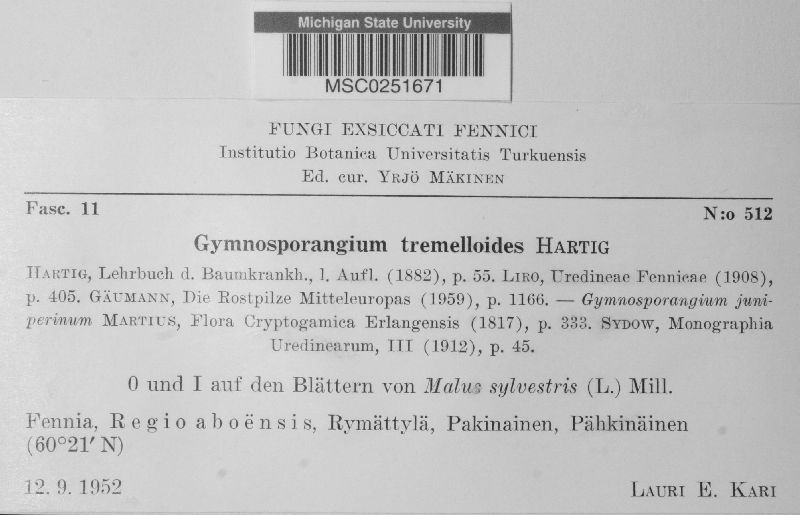 Michigan State University
MSC0251671
FUNGI EXSICCATI FENNICI
Institutio Botanica Universitatis Turkuensis
Ed. cur. YRJÖ MÄKINEN
Fasc. 11
N:o 512
Gymnosporangium tremelloides HARTIG
HARTIG, Lehrbuch d. Baumkrankh., 1. Aufl. (1882), p. 55. LIRO, Uredineae Fennicae (1908),
p. 405. GÄUMANN, Die Rostpilze Mitteleuropas (1959), p. 1166. — Gymnosporangium juni-
perinum MARTIUS, Flora Cryptogamica Erlangensis (1817), p. 333. SYDOW, Monographia
Uredinearum, III (1912), p. 45.
0 und I auf den Blättern von Malus sylvestris (L.) Mill.
Fennia, Regio aboënsis, Rymättylä, Pakinainen, Pähkinäinen
(60°21′ N)
12. 9. 1952
LAURI E. KARI